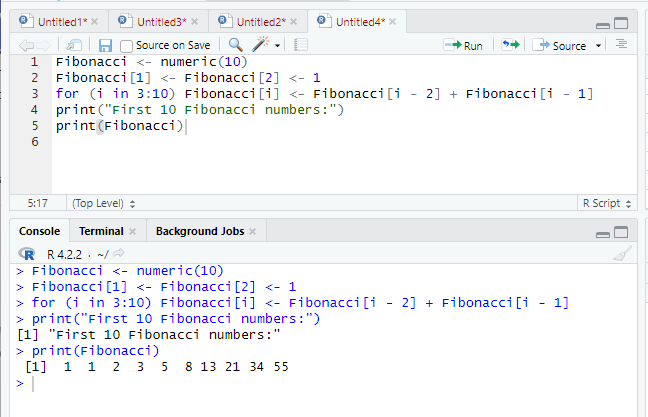 Untitled1* × Untitled3* × Untitled2* × Untitled4* ×
Source on Save Run Source
1 Fibonacci <- numeric(10)
2 Fibonacci[1] <- Fibonacci[2] <- 1
3 for (i in 3:10) Fibonacci[i] <- Fibonacci[i - 2] + Fibonacci[i - 1]
4 print("First 10 Fibonacci numbers:")
5 print(Fibonacci)
6
5:17 (Top Level) R Script
Console Terminal × Background Jobs ×
R R 4.2.2 · ~/
> Fibonacci <- numeric(10)
> Fibonacci[1] <- Fibonacci[2] <- 1
> for (i in 3:10) Fibonacci[i] <- Fibonacci[i - 2] + Fibonacci[i - 1]
> print("First 10 Fibonacci numbers:")
[1] "First 10 Fibonacci numbers:"
> print(Fibonacci)
[1] 1 1 2 3 5 8 13 21 34 55
>